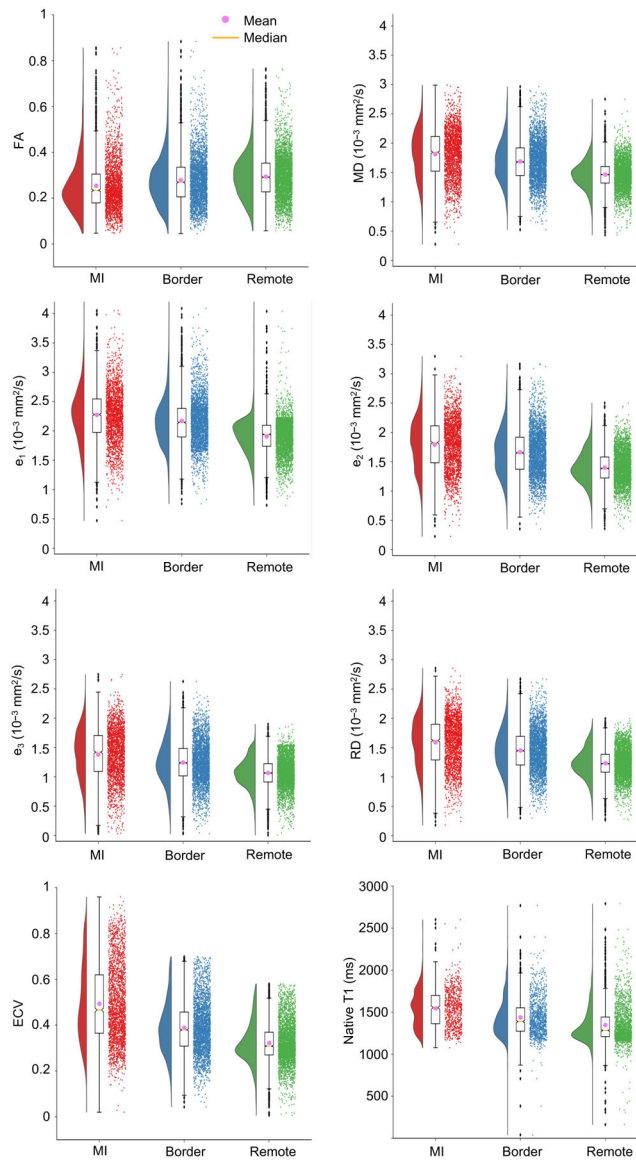 Mean
Median
FA
1
0.8
0.6
0.4
0.2
0
MI
Border
Remote
MD (10⁻³ mm²/s)
4
3.5
3
2.5
2
1.5
1
0.5
0
MI
Border
Remote
e₁ (10⁻³ mm²/s)
4
3.5
3
2.5
2
1.5
1
0.5
0
MI
Border
Remote
e₂ (10⁻³ mm²/s)
4
3.5
3
2.5
2
1.5
1
0.5
0
MI
Border
Remote
e₃ (10⁻³ mm²/s)
4
3.5
3
2.5
2
1.5
1
0.5
0
MI
Border
Remote
RD (10⁻³ mm²/s)
4
3.5
3
2.5
2
1.5
1
0.5
0
MI
Border
Remote
ECV
1
0.8
0.6
0.4
0.2
0
MI
Border
Remote
Native T1 (ms)
3000
2500
2000
1500
1000
500
MI
Border
Remote